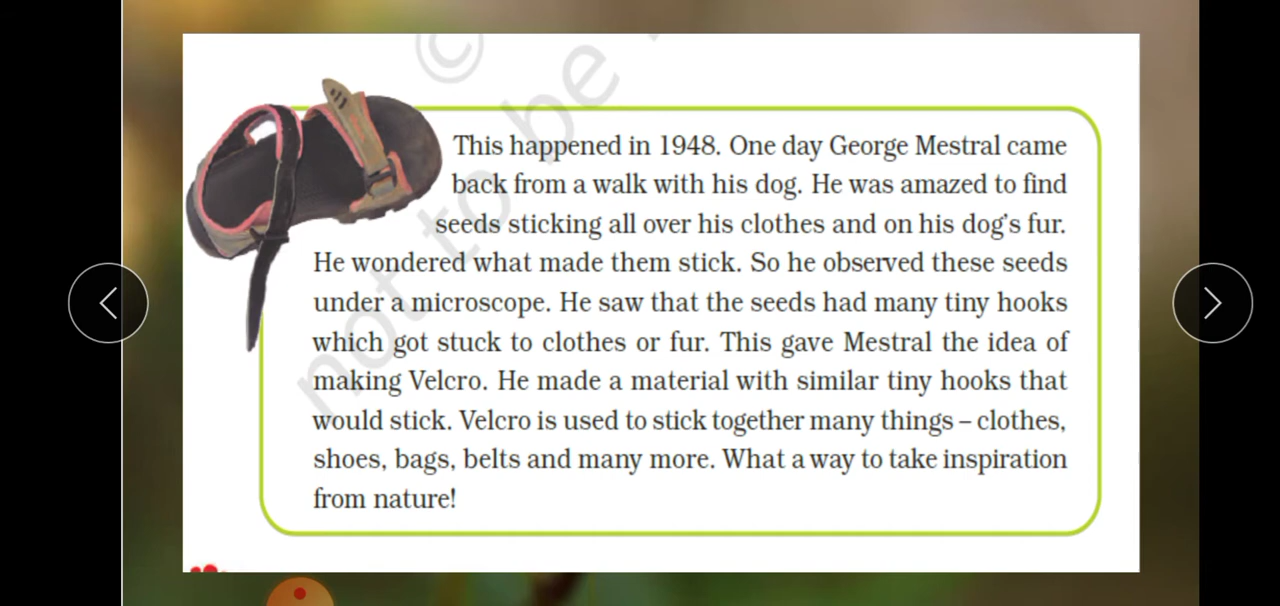 ©
not to be
This happened in 1948. One day George Mestral came
back from a walk with his dog. He was amazed to find
seeds sticking all over his clothes and on his dog's fur.
He wondered what made them stick. So he observed these seeds
under a microscope. He saw that the seeds had many tiny hooks
which got stuck to clothes or fur. This gave Mestral the idea of
making Velcro. He made a material with similar tiny hooks that
would stick. Velcro is used to stick together many things – clothes,
shoes, bags, belts and many more. What a way to take inspiration
from nature!